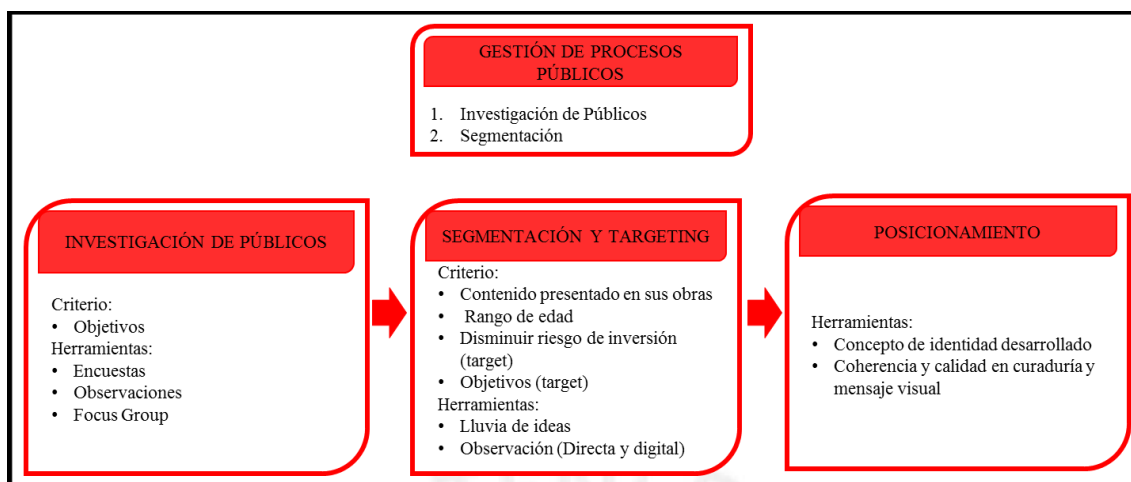 GESTIÓN DE PROCESOS
PÚBLICOS
1. Investigación de Públicos
2. Segmentación
INVESTIGACIÓN DE PÚBLICOS
Criterio:
• Objetivos
Herramientas:
• Encuestas
• Observaciones
• Focus Group
SEGMENTACIÓN Y TARGETING
Criterio:
• Contenido presentado en sus obras
• Rango de edad
• Disminuir riesgo de inversión
(target)
• Objetivos (target)
Herramientas:
• Lluvia de ideas
• Observación (Directa y digital)
POSICIONAMIENTO
Herramientas:
• Concepto de identidad desarrollado
• Coherencia y calidad en curaduría y
mensaje visual